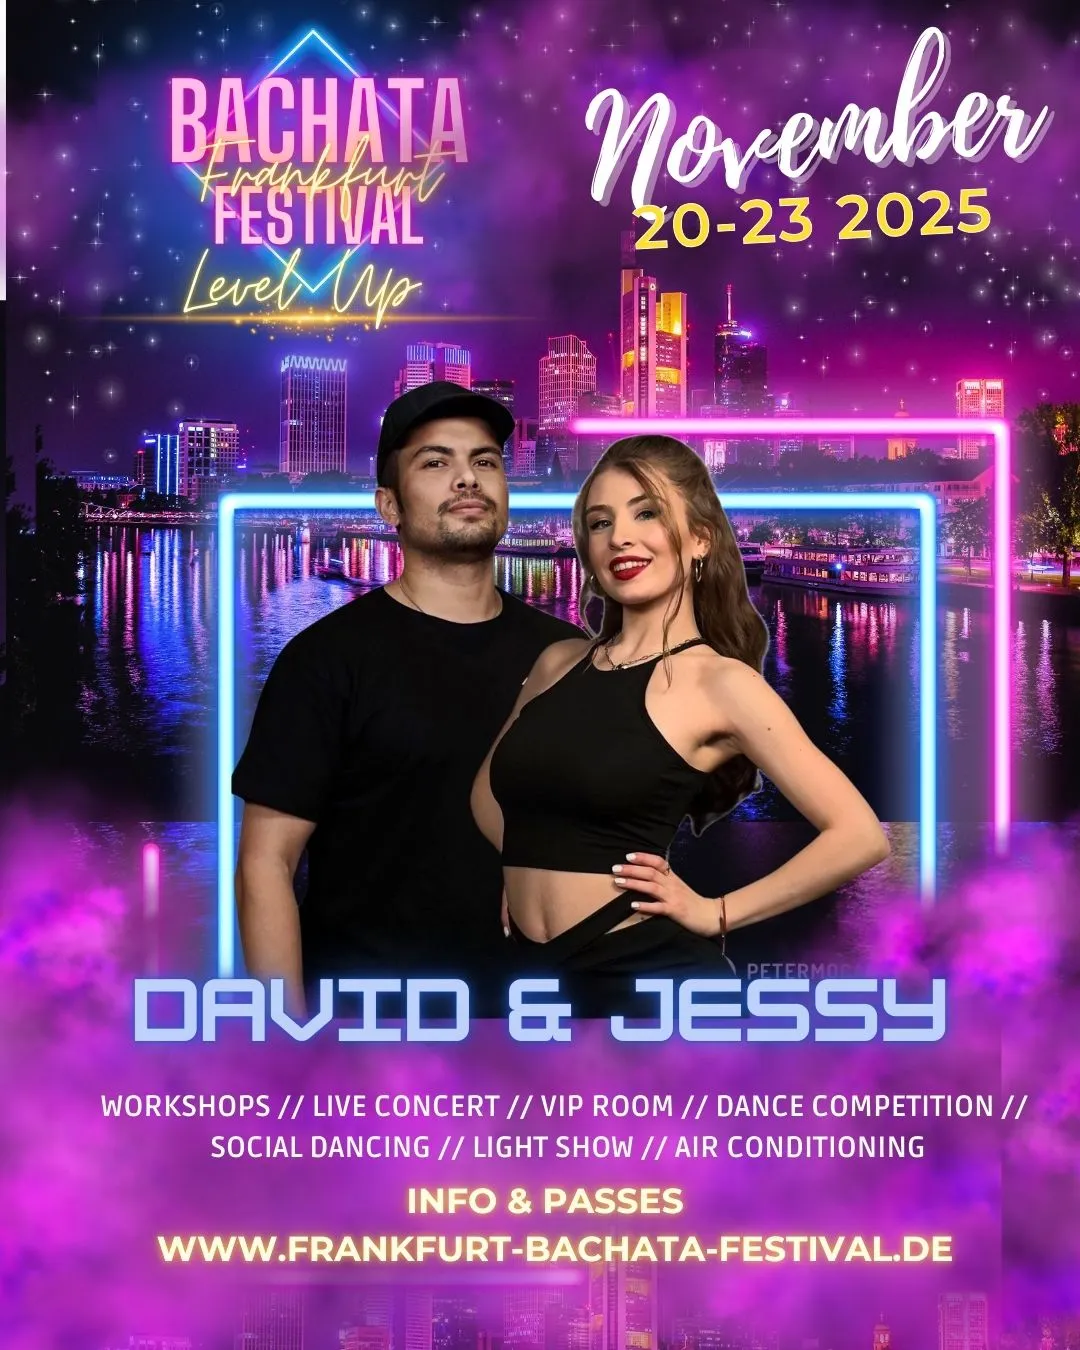 BACHATA
Frankfurt
FESTIVAL
Level Up
November
20-23 2025
DAVID & JESSY
WORKSHOPS // LIVE CONCERT // VIP ROOM // DANCE COMPETITION //
SOCIAL DANCING // LIGHT SHOW // AIR CONDITIONING
INFO & PASSES
WWW.FRANKFURT-BACHATA-FESTIVAL.DE